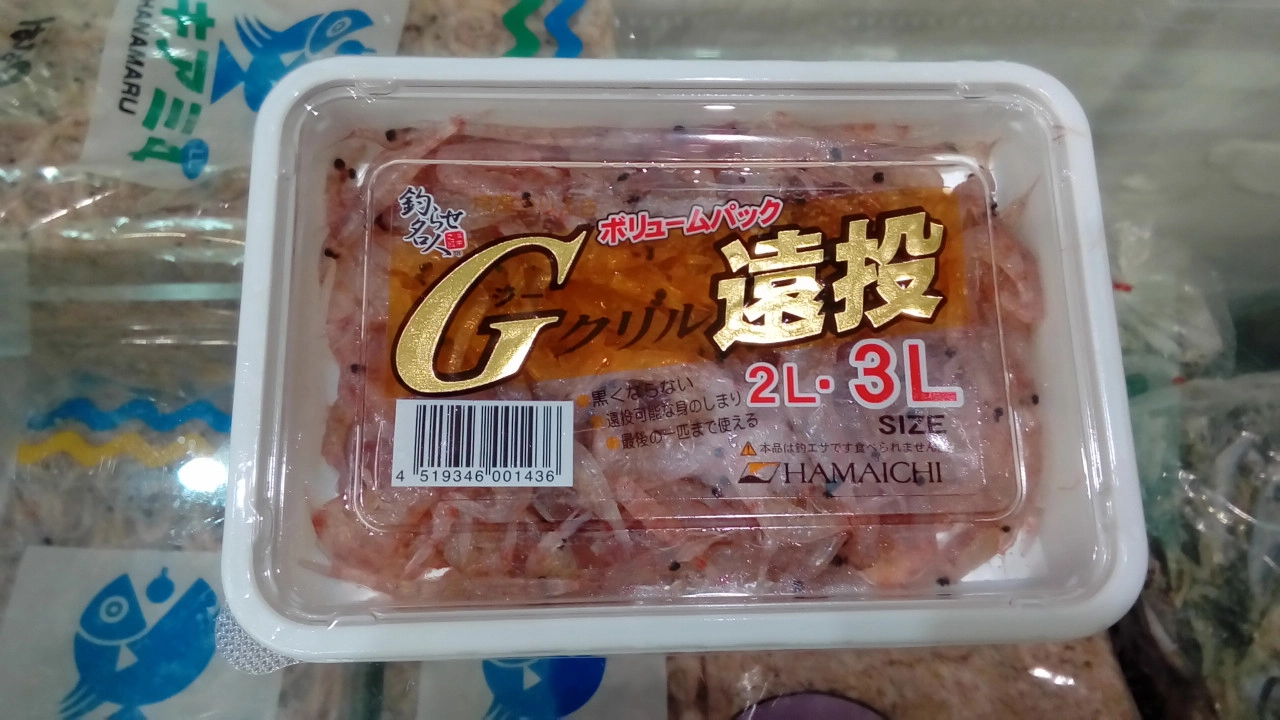 キアミ
HANAMARU
LL
釣らせ
名人
ボリュームパック
G
ジー
クリル
遠投
2L・3L
SIZE
黒くならない
遠投可能な身のしまり
最後の一匹まで使える
本品は釣エサです食べられません
HAMAICHI
4 519346 001436